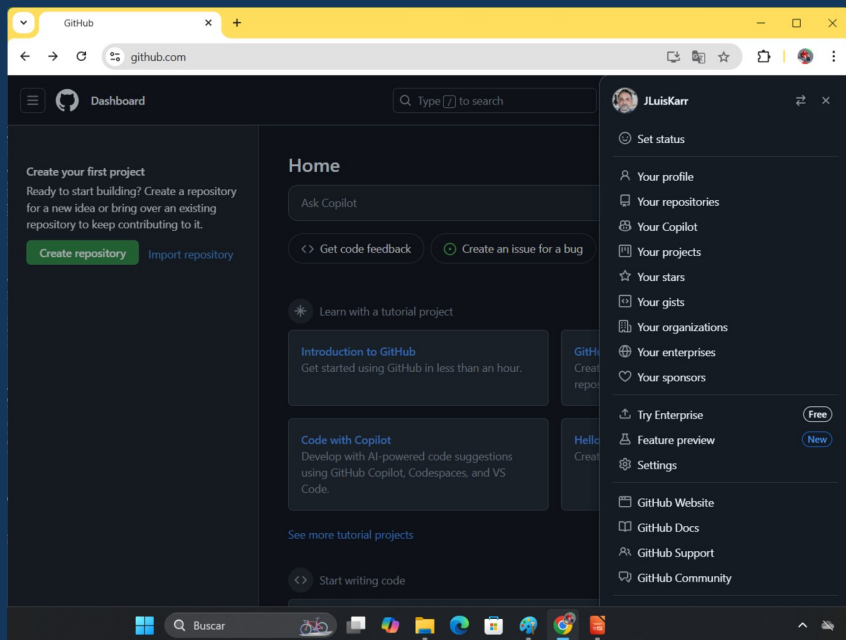 GitHub
github.com
Dashboard
Type / to search
JLuisKarr
Set status
Create your first project
Ready to start building? Create a repository
for a new idea or bring over an existing
repository to keep contributing to it.
Create repository
Import repository
Home
Ask Copilot
Get code feedback
Create an issue for a bug
Learn with a tutorial project
Introduction to GitHub
Get started using GitHub in less than an hour.
Code with Copilot
Develop with AI-powered code suggestions
using GitHub Copilot, Codespaces, and VS
Code.
See more tutorial projects
Start writing code
Your profile
Your repositories
Your Copilot
Your projects
Your stars
Your gists
Your organizations
Your enterprises
Your sponsors
Try Enterprise
Free
Feature preview
New
Settings
GitHub Website
GitHub Docs
GitHub Support
GitHub Community
Buscar